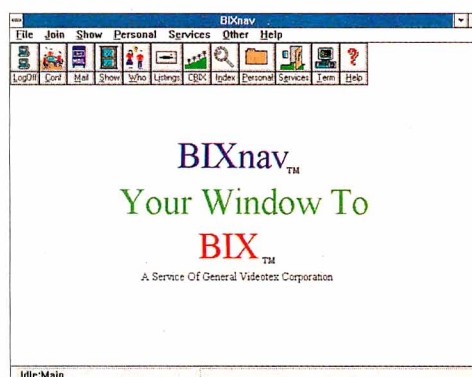 BIXnav
File Join Show Personal Services Other Help
LogOff Conf Mail Show Who Listings CBIX Index Personal Services Term Help
BIXnav TM
Your Window To
BIX TM
A Service Of General Videotex Corporation
Idle:Main